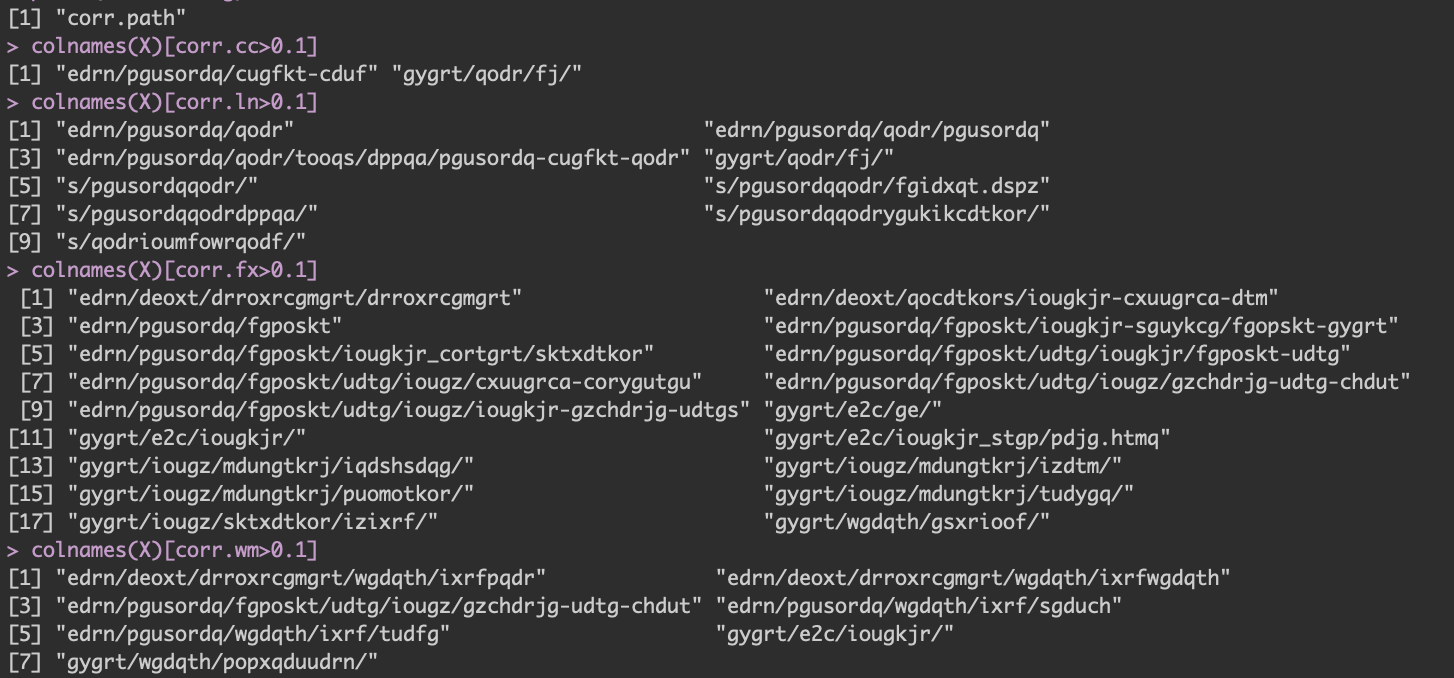 [1] "corr.path"
> colnames(X)[corr.cc>0.1]
[1] "edrn/pgusordq/cugfkt-cduf" "gygrt/qodr/fj/"
> colnames(X)[corr.ln>0.1]
[1] "edrn/pgusordq/qodr" "edrn/pgusordq/qodr/pgusordq"
[3] "edrn/pgusordq/qodr/tooqs/dppqa/pgusordq-cugfkt-qodr" "gygrt/qodr/fj/"
[5] "s/pgusordqqodr/" "s/pgusordqqodr/fgidxqt.dspz"
[7] "s/pgusordqqodrdppqa/" "s/pgusordqqodrygukikcdtkor/"
[9] "s/qodrioumfowrqodf/"
> colnames(X)[corr.fx>0.1]
[1] "edrn/deoxt/drroxrcgmgrt/drroxrcgmgrt" "edrn/deoxt/qocdtkors/iougkjr-cxuugrca-dtm"
[3] "edrn/pgusordq/fgposkt" "edrn/pgusordq/fgposkt/iougkjr-sguykcg/fgopskt-gygrt"
[5] "edrn/pgusordq/fgposkt/iougkjr_cortgrt/sktxdtkor" "edrn/pgusordq/fgposkt/udtg/iougkjr/fgposkt-udtg"
[7] "edrn/pgusordq/fgposkt/udtg/iougz/cxuugrca-corygutgu" "edrn/pgusordq/fgposkt/udtg/iougz/gzchdrjg-udtg-chdut"
[9] "edrn/pgusordq/fgposkt/udtg/iougz/iougkjr-gzchdrjg-udtgs" "gygrt/e2c/ge/"
[11] "gygrt/e2c/iougkjr/" "gygrt/e2c/iougkjr_stgp/pdjg.htmq"
[13] "gygrt/iougz/mdungtkrj/iqdshsdqg/" "gygrt/iougz/mdungtkrj/izdtm/"
[15] "gygrt/iougz/mdungtkrj/puomotkor/" "gygrt/iougz/mdungtkrj/tudygq/"
[17] "gygrt/iougz/sktxdtkor/izixrf/" "gygrt/wgdqth/gsxrioof/"
> colnames(X)[corr.wm>0.1]
[1] "edrn/deoxt/drroxrcgmgrt/wgdqth/ixrfpqdr" "edrn/deoxt/drroxrcgmgrt/wgdqth/ixrfwgdqth"
[3] "edrn/pgusordq/fgposkt/udtg/iougz/gzchdrjg-udtg-chdut" "edrn/pgusordq/wgdqth/ixrf/sgduch"
[5] "edrn/pgusordq/wgdqth/ixrf/tudfg" "gygrt/e2c/iougkjr/"
[7] "gygrt/wgdqth/popxqduudrn/"